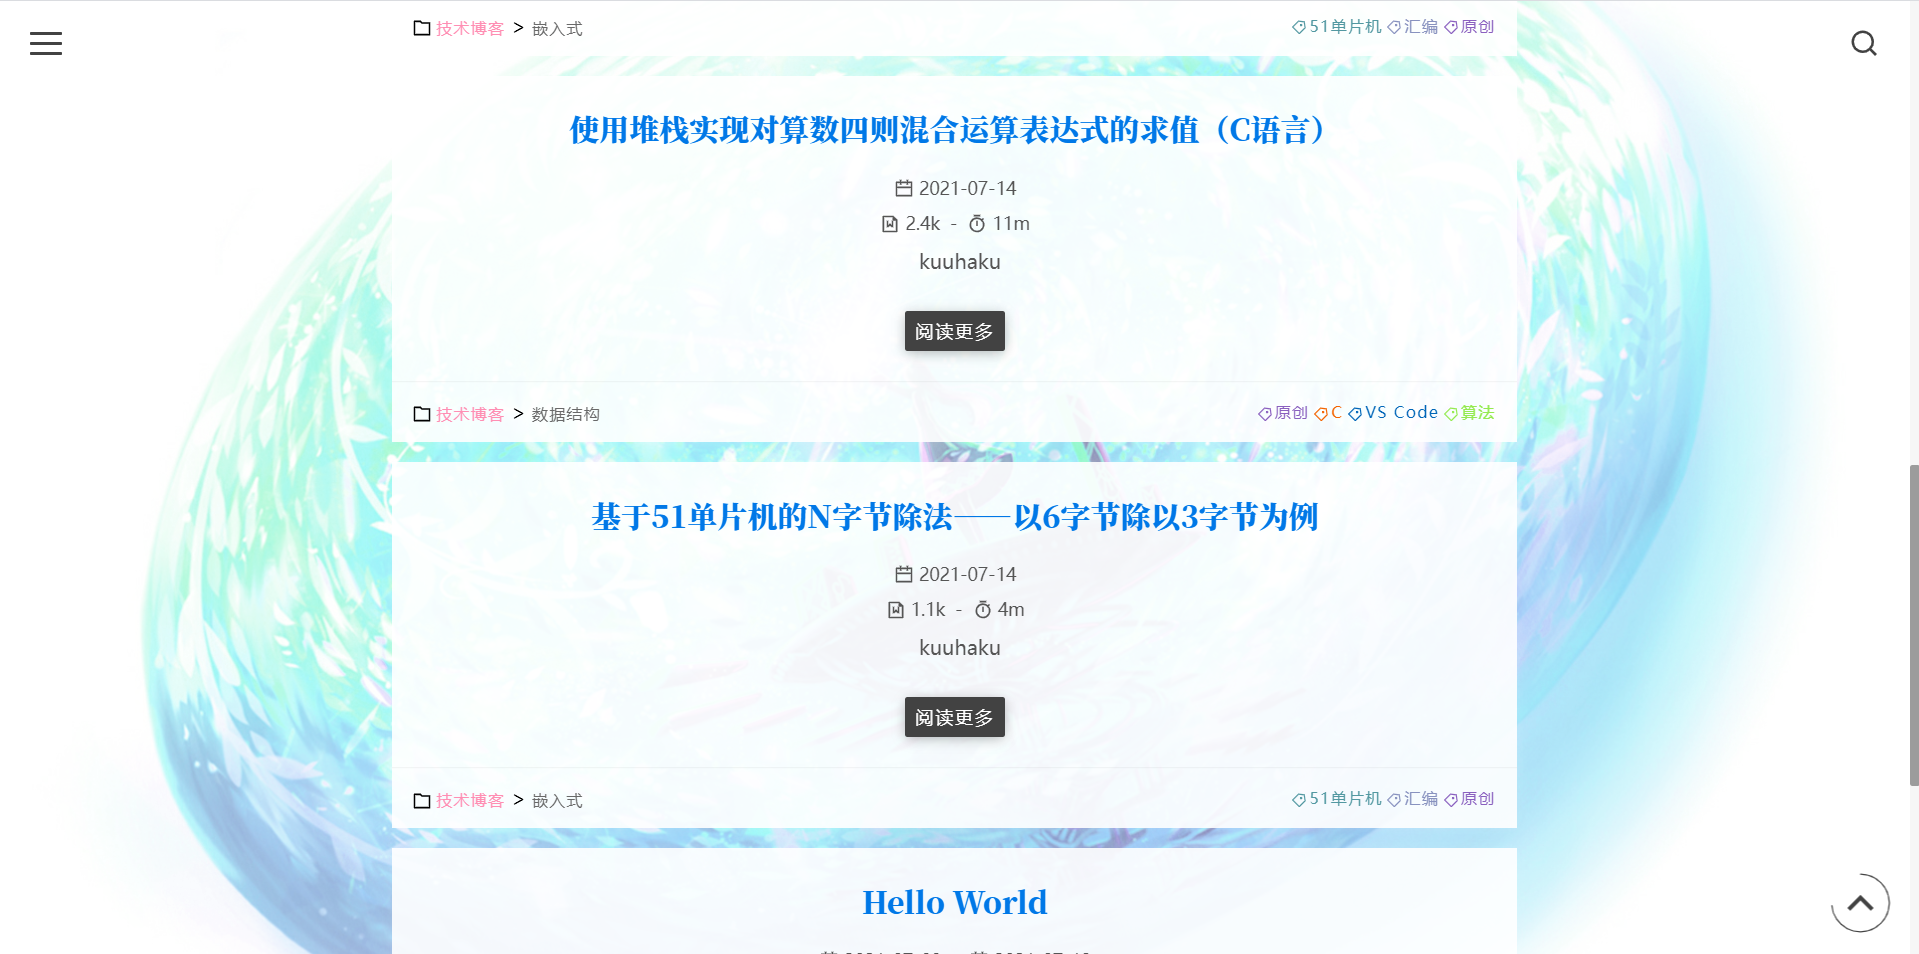 技术博客 > 嵌入式 51单片机 汇编 原创
使用堆栈实现对算数四则混合运算表达式的求值（C语言）
2021-07-14
2.4k - 11m
kuuhaku
阅读更多
技术博客 > 数据结构 原创 C VS Code 算法
基于51单片机的N字节除法——以6字节除以3字节为例
2021-07-14
1.1k - 4m
kuuhaku
阅读更多
技术博客 > 嵌入式 51单片机 汇编 原创
Hello World